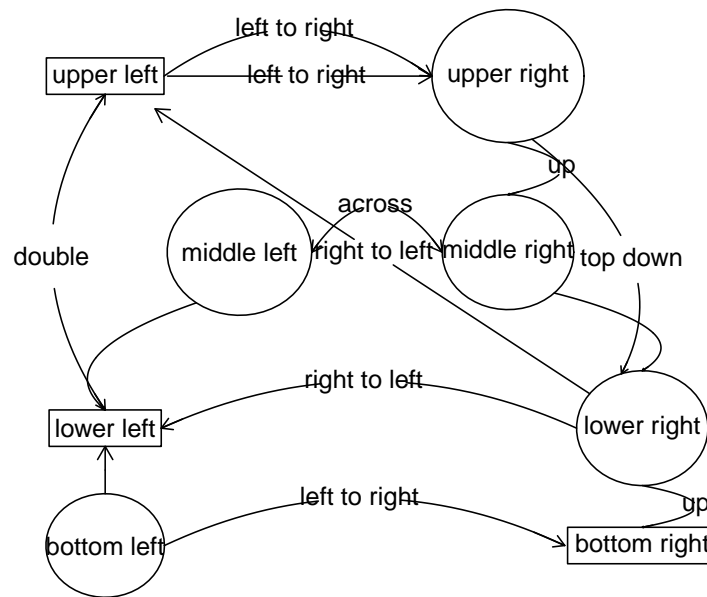 left to right
upper left
left to right
upper right
up
across
double
middle left
right to left
middle right
top down
right to left
lower left
lower right
left to right
up
bottom left
bottom right